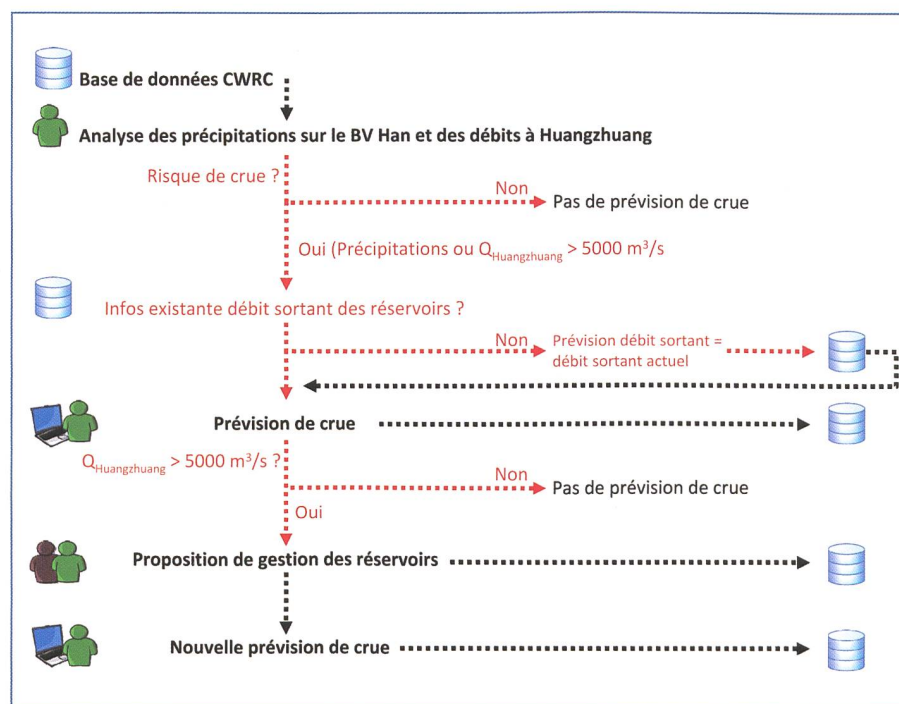 Base de données CWRC
Analyse des précipitations sur le BV Han et des débits à Huangzhuang
Risque de crue ?
Non
Pas de prévision de crue
Oui (Précipitations ou Q_Huangzhuang > 5000 m³/s
Infos existante débit sortant des réservoirs ?
Non
Prévision débit sortant =
débit sortant actuel
Prévision de crue
Q_Huangzhuang > 5000 m³/s ?
Non
Pas de prévision de crue
Oui
Proposition de gestion des réservoirs
Nouvelle prévision de crue